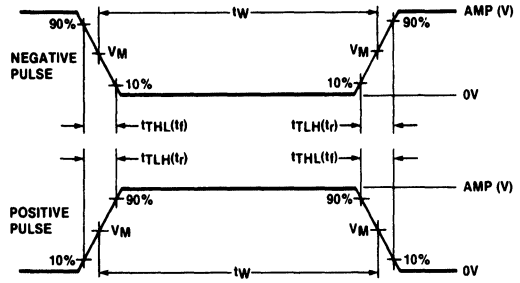 tW
AMP (V)
90%
90%
NEGATIVE
PULSE
VM
VM
10%
10%
0V
tTHL(tf)
tTLH(tr)
tTLH(tr)
tTHL(tf)
AMP (V)
90%
90%
POSITIVE
PULSE
VM
VM
10%
10%
tW
0V